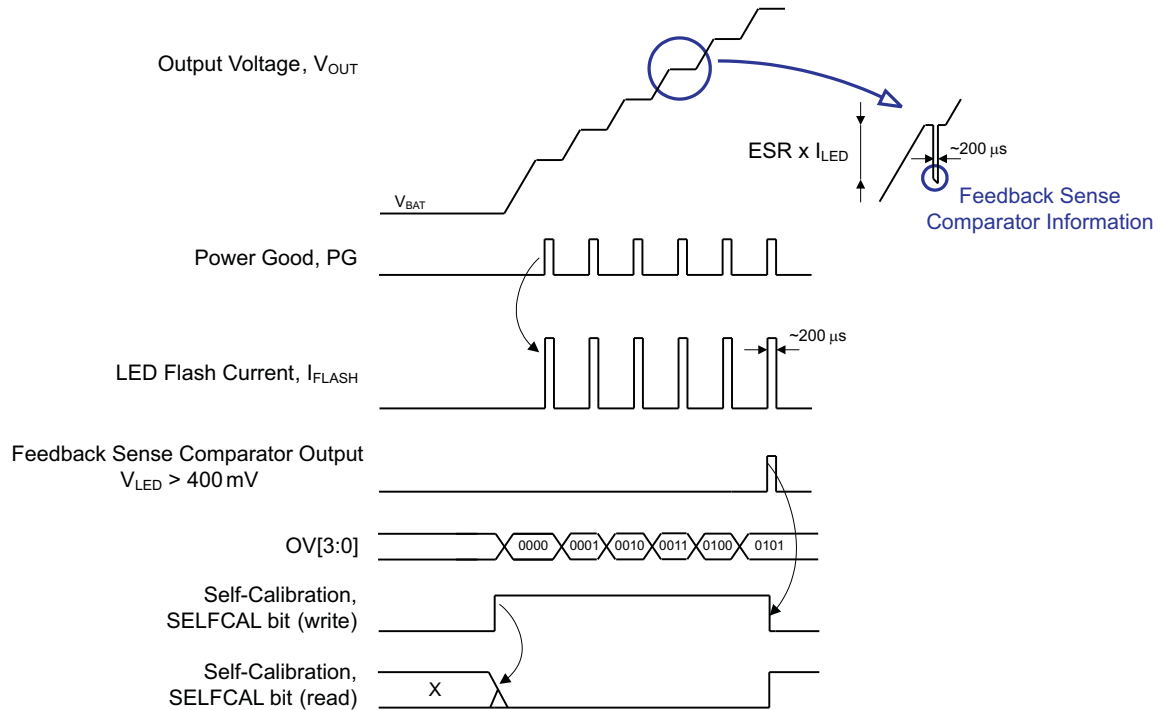 Output Voltage, VOUT
ESR x ILED
~200 μs
Feedback Sense
Comparator Information
VBAT
Power Good, PG
~200 μs
LED Flash Current, IFLASH
Feedback Sense Comparator Output
VLED > 400 mV
OV[3:0]
0000 0001 0010 0011 0100 0101
Self-Calibration,
SELFCAL bit (write)
Self-Calibration,
SELFCAL bit (read)
X